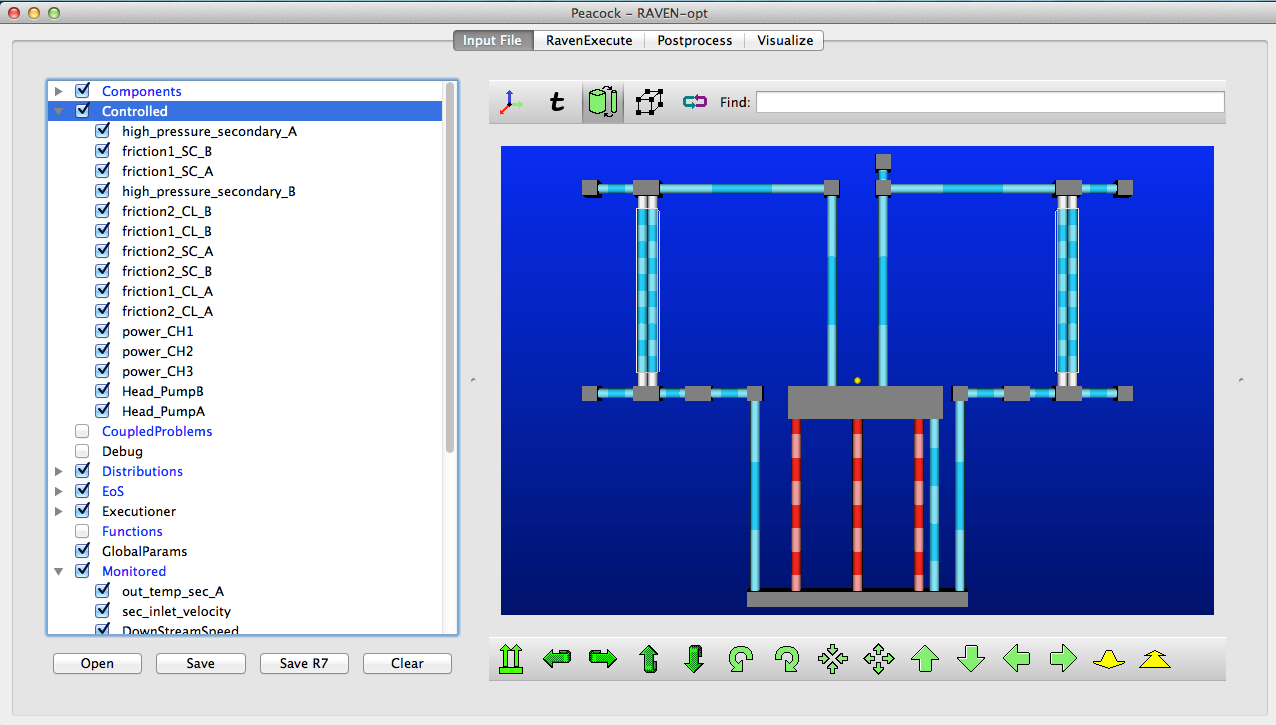 Peacock – RAVEN-opt
Input File RavenExecute Postprocess Visualize
Components
Controlled
high_pressure_secondary_A
friction1_SC_B
friction1_SC_A
high_pressure_secondary_B
friction2_CL_B
friction1_CL_B
friction2_SC_A
friction2_SC_B
friction1_CL_A
friction2_CL_A
power_CH1
power_CH2
power_CH3
Head_PumpB
Head_PumpA
CoupledProblems
Debug
Distributions
EoS
Executioner
Functions
GlobalParams
Monitored
out_temp_sec_A
sec_inlet_velocity
DownStreamSpeed
Open Save Save R7 Clear
t Find: